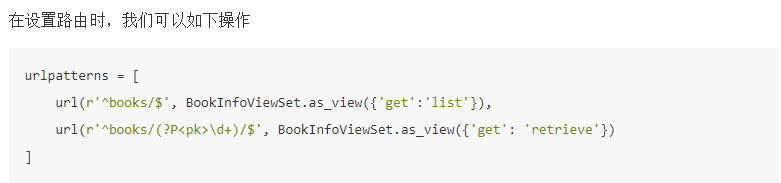 在设置路由时，我们可以如下操作
urlpatterns = [
    url(r'^books/$', BookInfoViewSet.as_view({'get':'list'}),
    url(r'^books/(?P<pk>\d+)/$', BookInfoViewSet.as_view({'get': 'retrieve'})
]